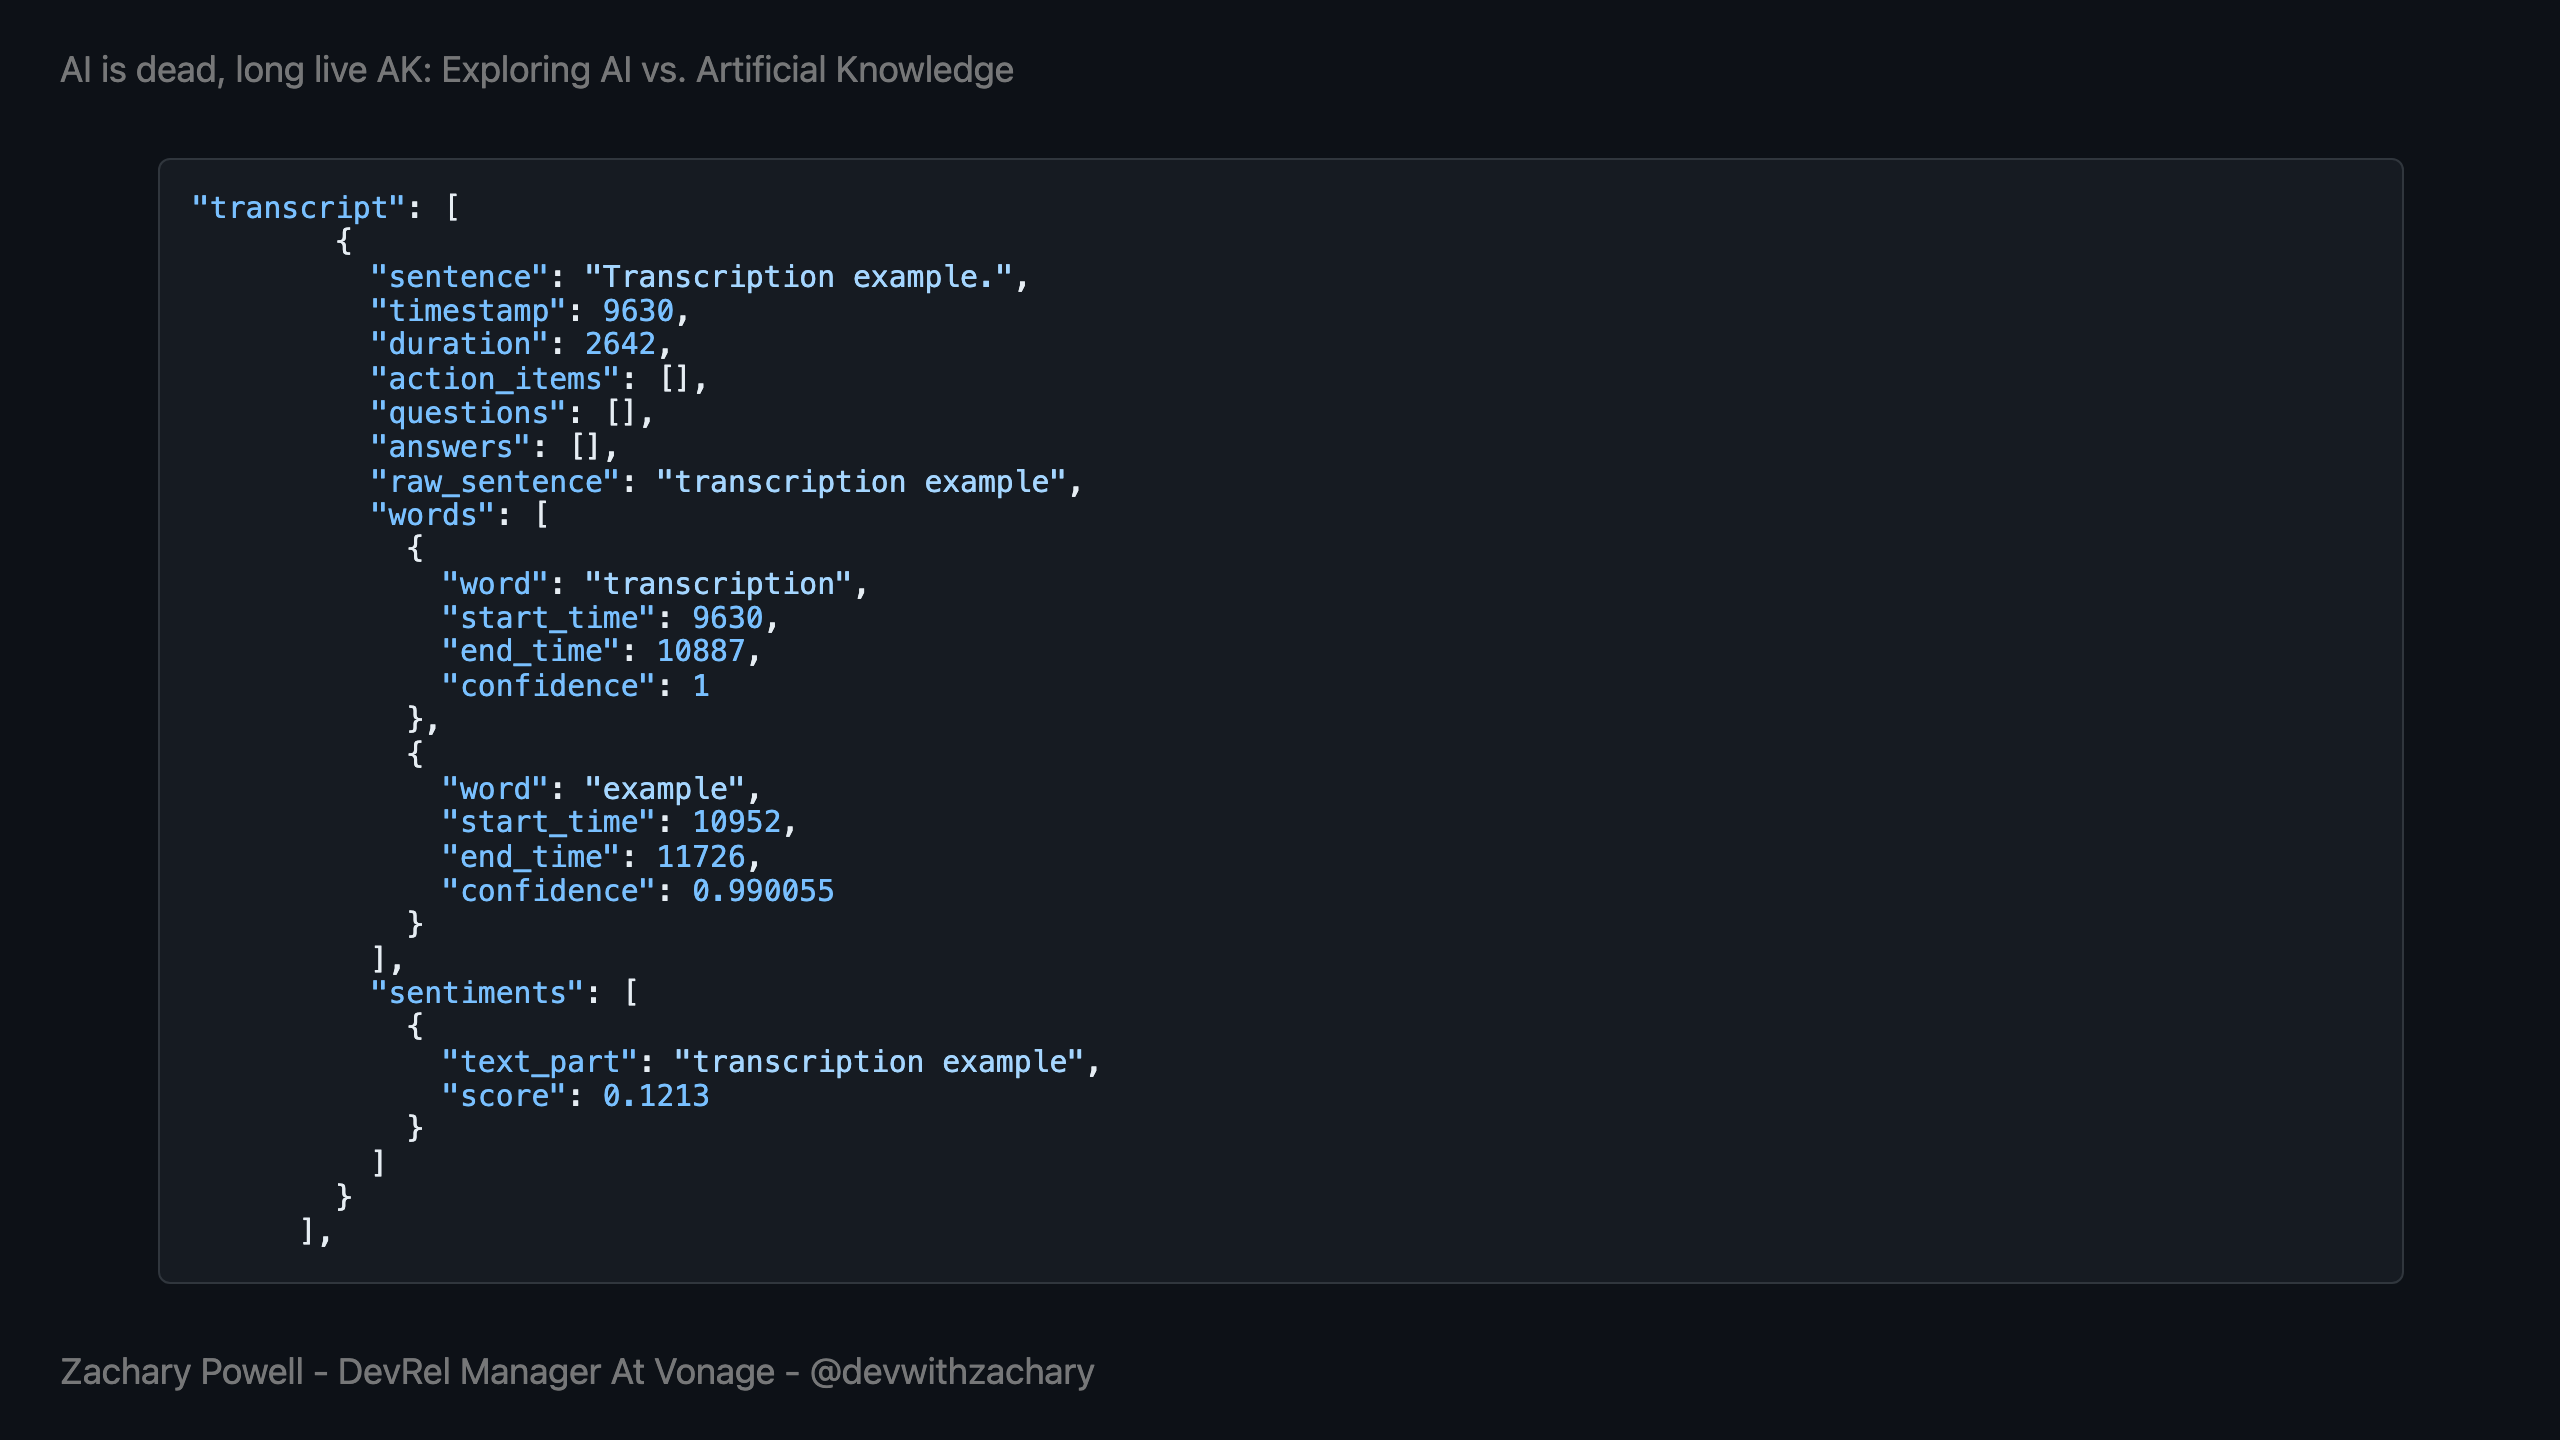 AI is dead, long live AK: Exploring AI vs. Artificial Knowledge
"transcript": [
        {
          "sentence": "Transcription example.",
          "timestamp": 9630,
          "duration": 2642,
          "action_items": [],
          "questions": [],
          "answers": [],
          "raw_sentence": "transcription example",
          "words": [
            {
              "word": "transcription",
              "start_time": 9630,
              "end_time": 10887,
              "confidence": 1
            },
            {
              "word": "example",
              "start_time": 10952,
              "end_time": 11726,
              "confidence": 0.990055
            }
          ],
          "sentiments": [
            {
              "text_part": "transcription example",
              "score": 0.1213
            }
          ]
        }
      ],
Zachary Powell - DevRel Manager At Vonage - @devwithzachary